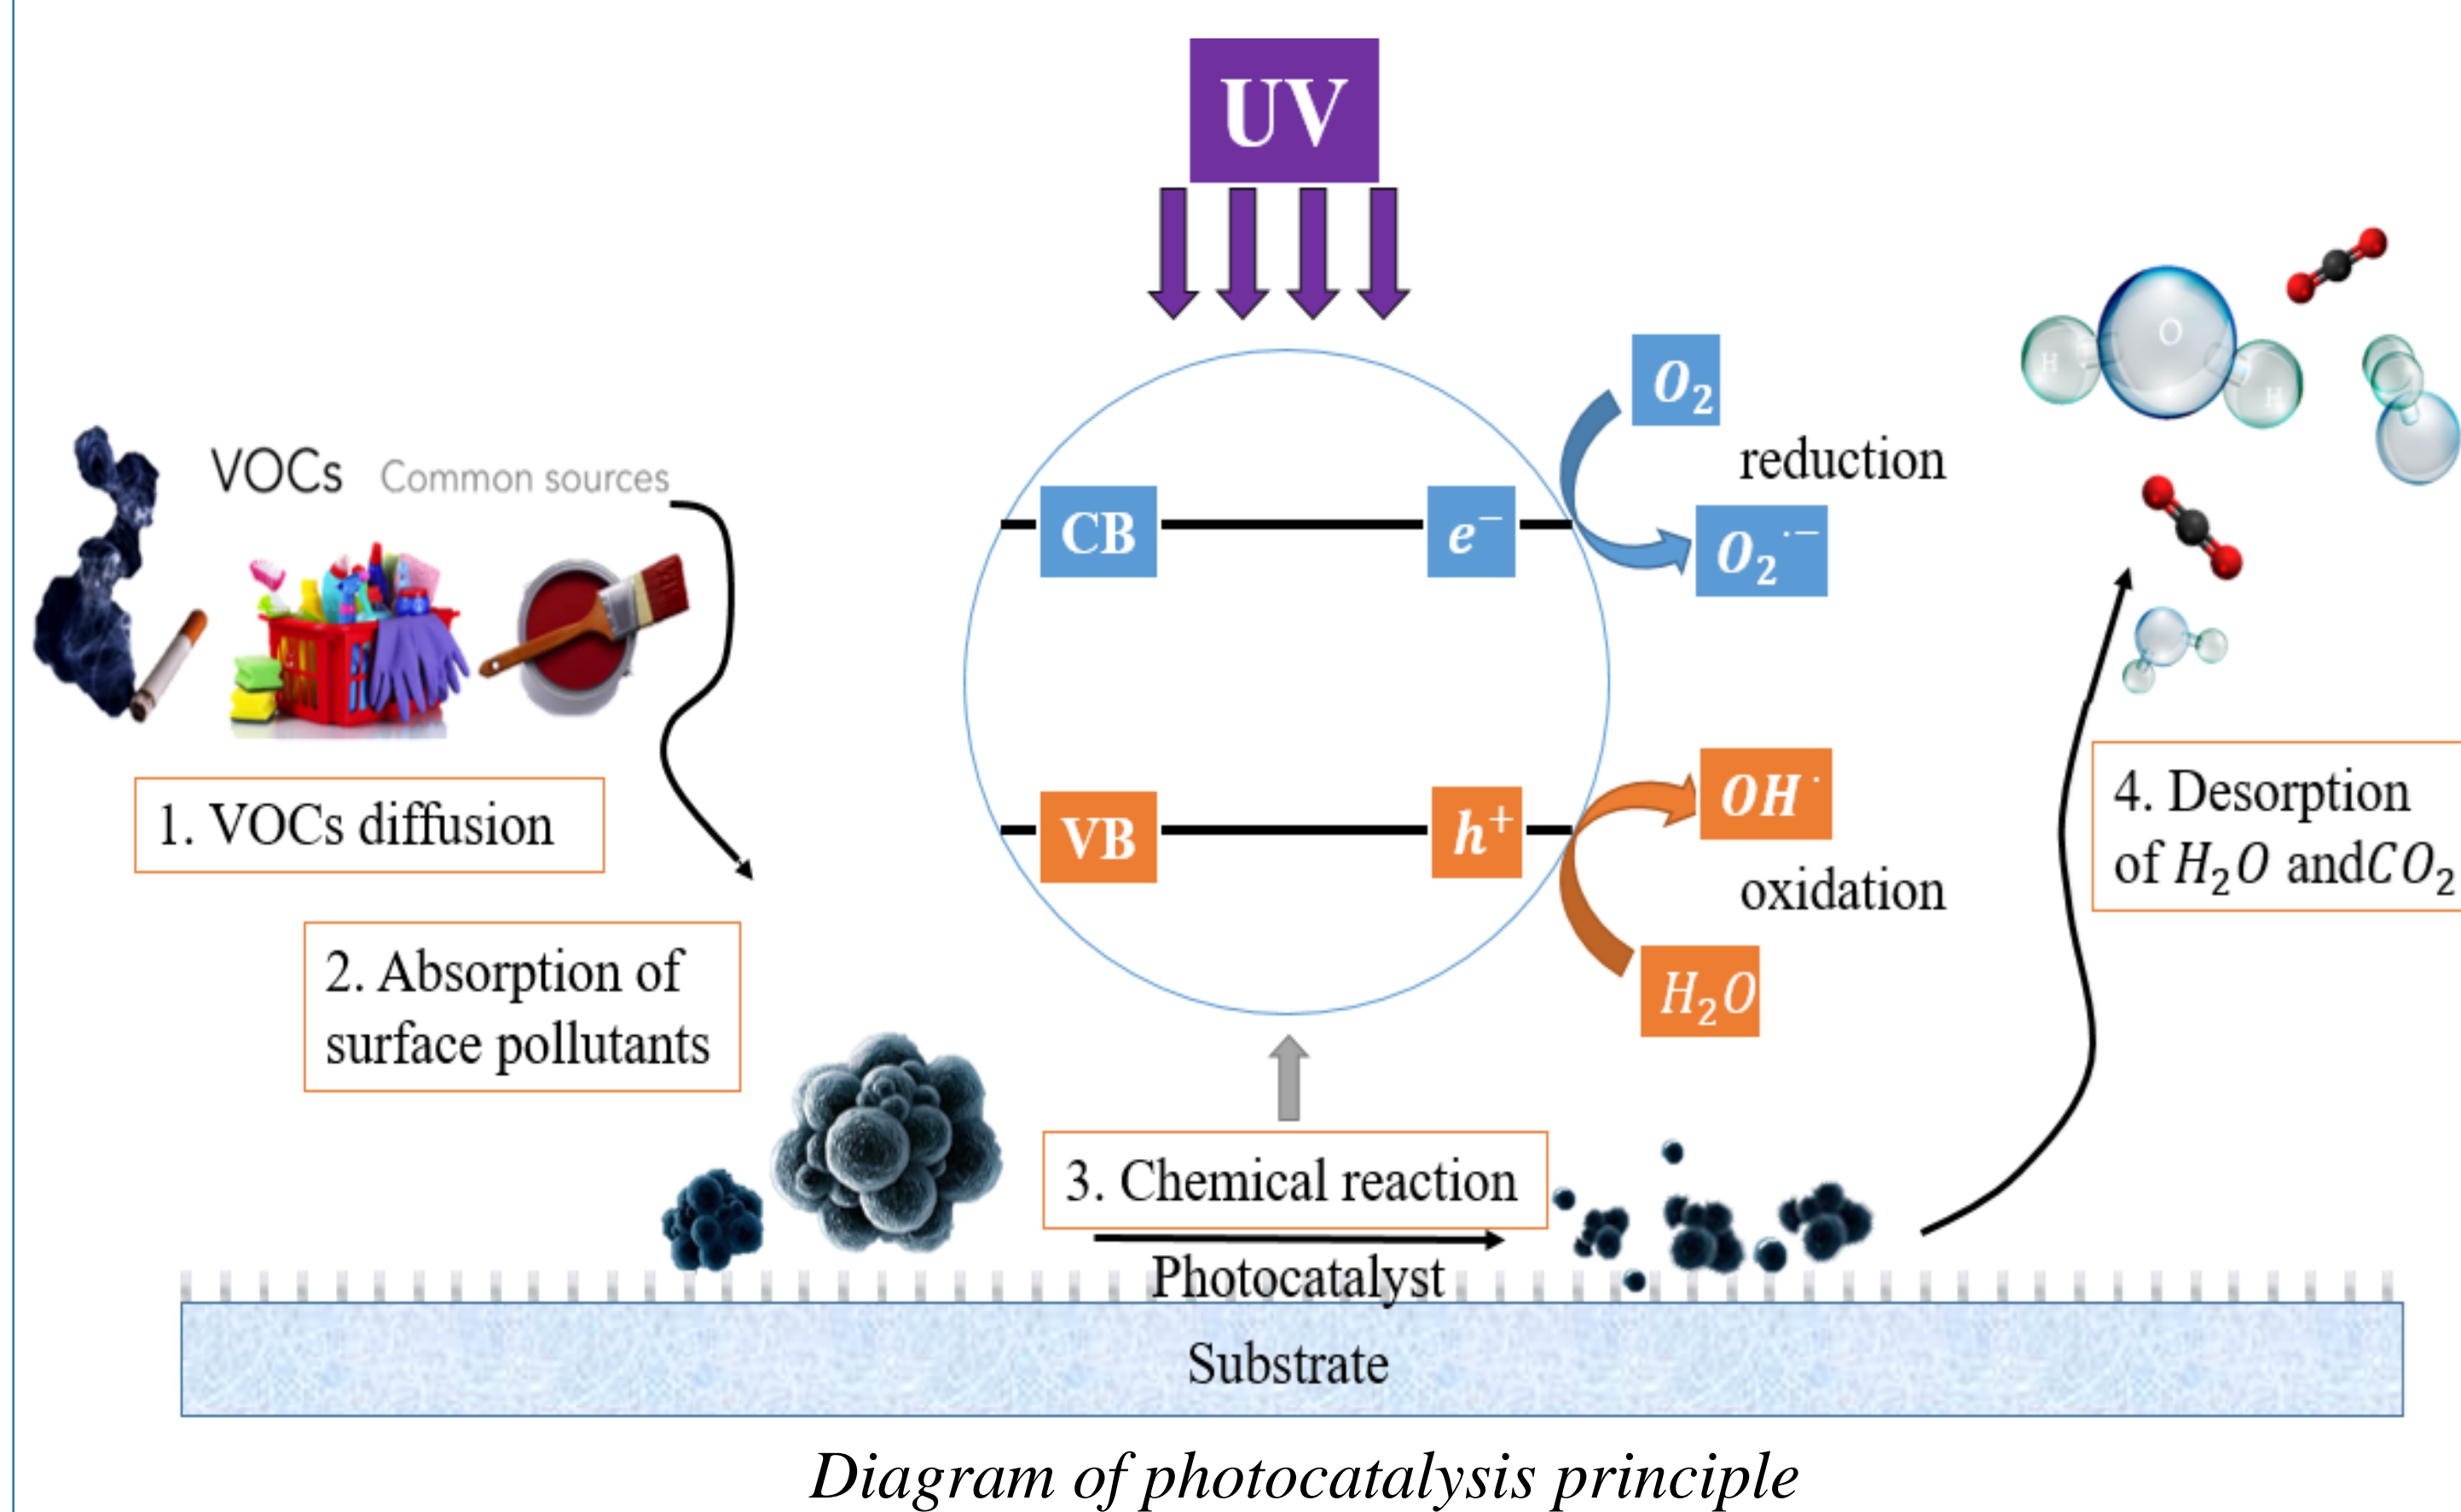 UV
O₂
reduction
VOCs Common sources
CB
e⁻
O₂˙⁻
H O H
1. VOCs diffusion
VB
h⁺
OH˙
oxidation
H₂O
4. Desorption
of H₂O andCO₂
2. Absorption of
surface pollutants
3. Chemical reaction
Photocatalyst
Substrate
Diagram of photocatalysis principle